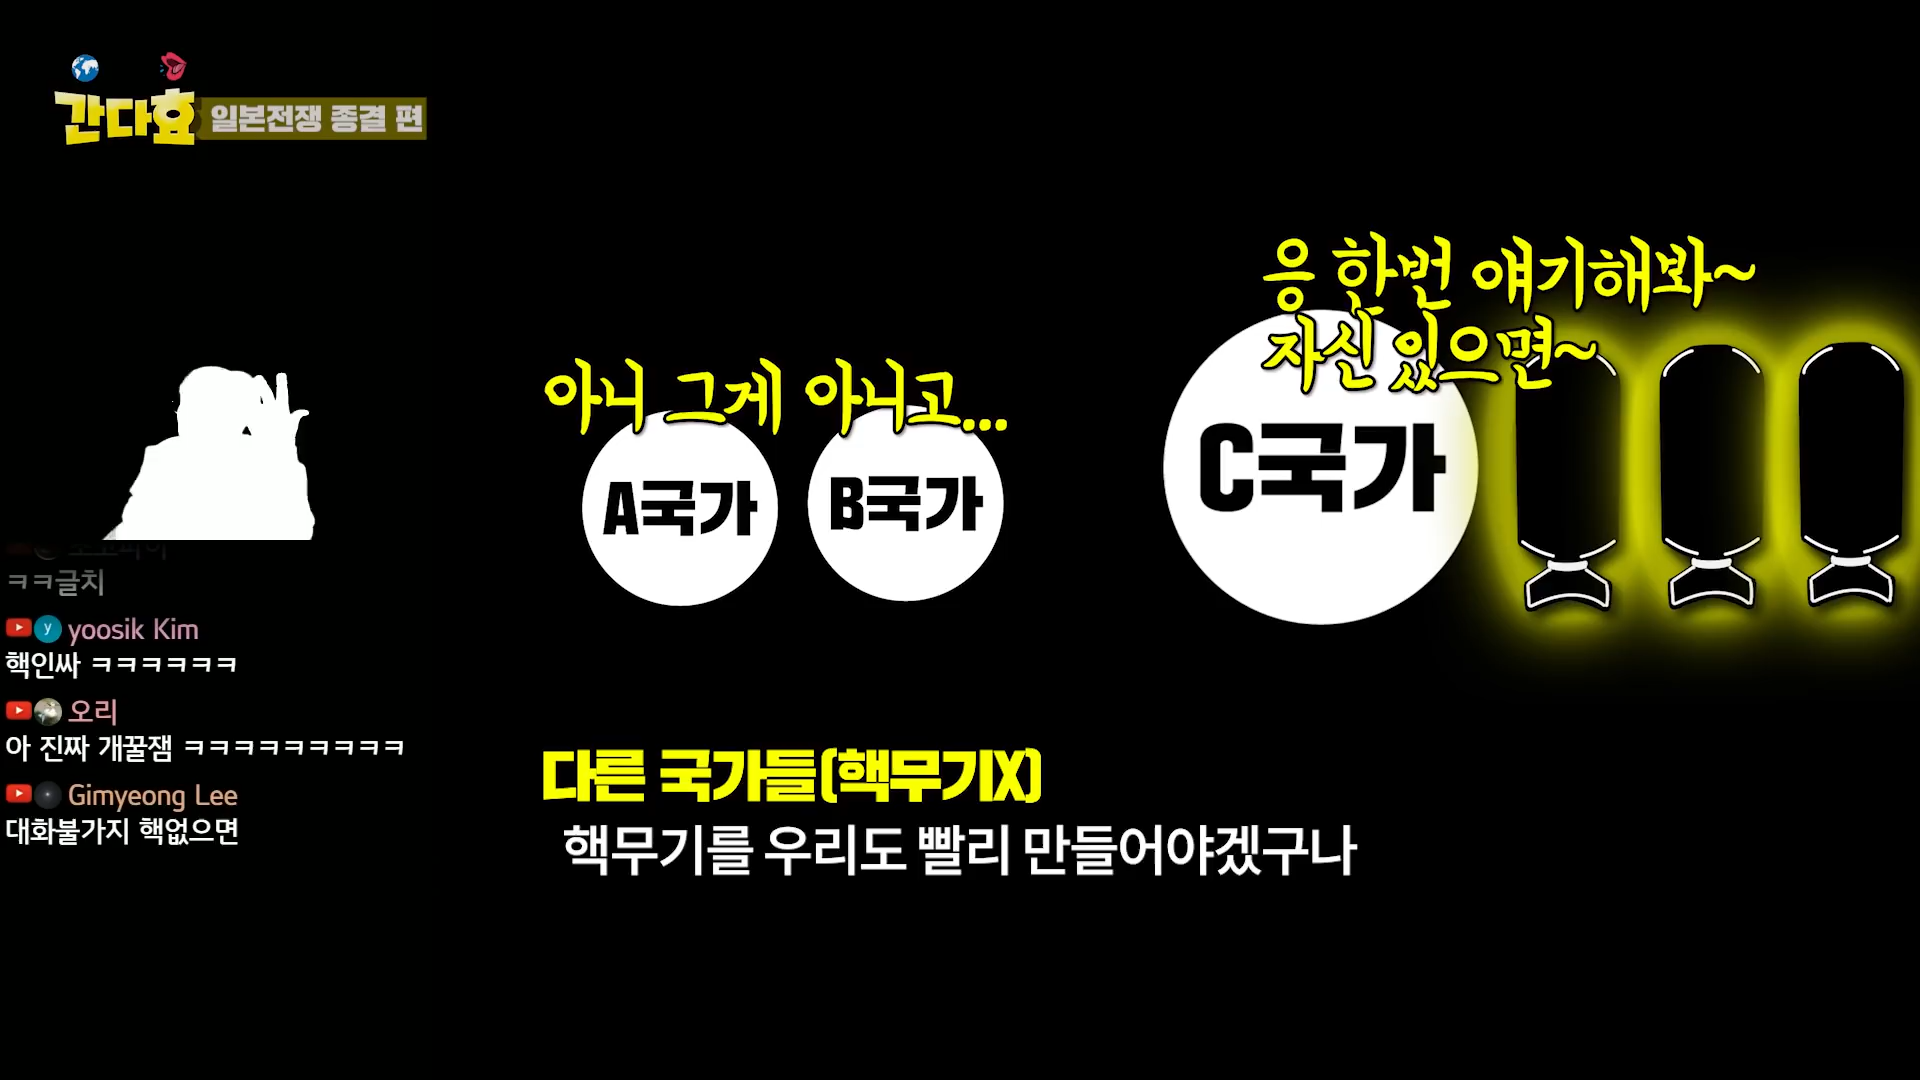 간다효 일본전쟁 종결 편
응 한번 얘기해봐~
자신 있으면~
아니 그게 아니고...
A국가
B국가
C국가
다른 국가들(핵무기X)
핵무기를 우리도 빨리 만들어야겠구나
ㅋㅋ글치
y yoosik Kim
핵인싸 ㅋㅋㅋㅋㅋㅋ
오리
아 진짜 개꿀잼 ㅋㅋㅋㅋㅋㅋㅋㅋㅋ
Gimyeong Lee
대화불가지 핵없으면